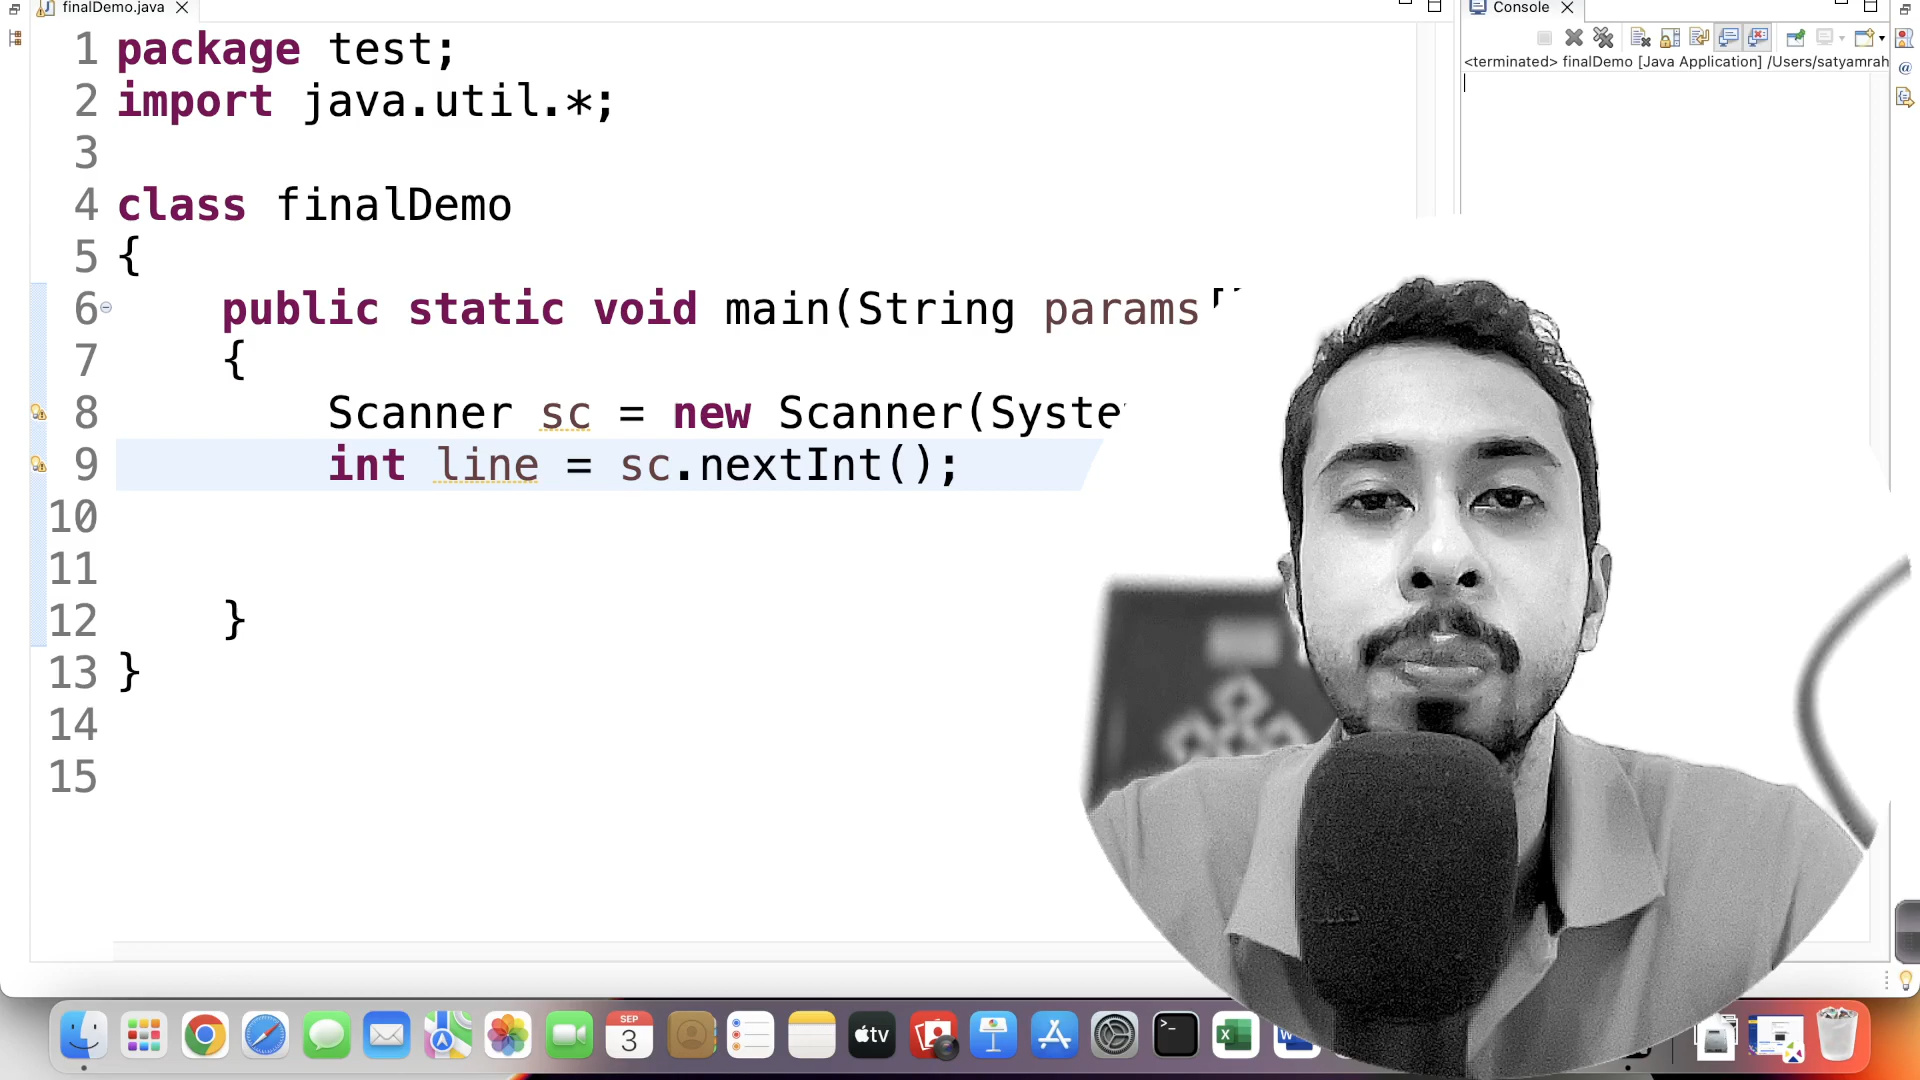 finalDemo.java
Console
<terminated> finalDemo [Java Application] /Users/satyamrah
1 package test;
2 import java.util.*;
3
4 class finalDemo
5 {
6 public static void main(String params[]
7 {
8 Scanner sc = new Scanner(Syste
9 int line = sc.nextInt();
10
11
12 }
13 }
14
15
SEP
3
tv
>_
X
W
@